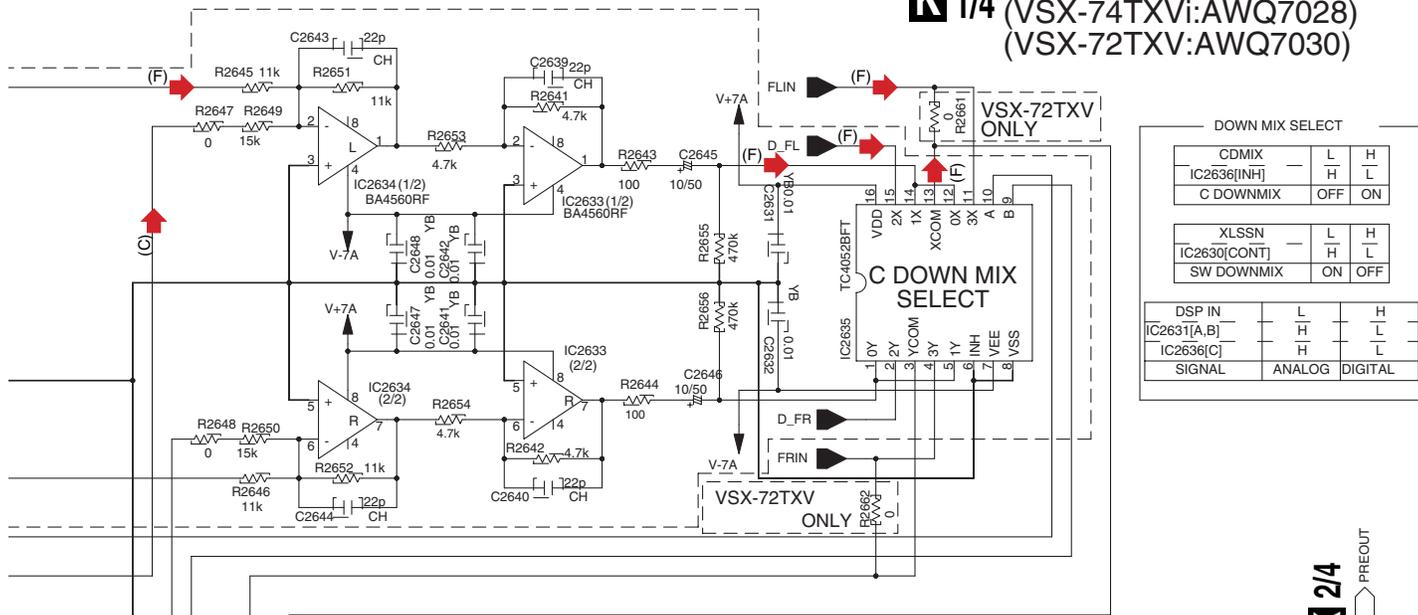 K 1/4 (VSX-74TXVi:AWQ7028)
(VSX-72TXV:AWQ7030)
C2643 22p
CH
(F)
R2645 11k R2651
11k
R2647 R2649
0 15k
2 - 8
L 1
3 + 4
IC2634(1/2)
BA4560RF
V-7A
(C)
R2653
4.7k
C2639 22p
CH
R2641
4.7k
2 - 8
1
3 + 4
IC2633(1/2)
BA4560RF
R2643
100
C2645
10/50
V+7A
(F)
FLIN
(F)
D_FL
(F)
R2661
0
VSX-72TXV
ONLY
(F)
C2648
0.01
YB
C2642
0.01
YB
C2647
0.01
YB
C2641
0.01
YB
R2655
470k
R2656
470k
C2631
YB0.01
C2632
0.01
YB
16 15 14 13 12 11 10 9
VDD 2X 1X XCOM 0X 3X A B
TC4052BFT
C DOWN MIX
SELECT
IC2635
0Y 2Y YCOM 3Y 1Y INH VEE VSS
1 2 3 4 5 6 7 8
V+7A
IC2634
(2/2)
5 + 8
R 7
6 - 4
R2648 R2650
0 15k
R2646
11k
R2652 11k
C2644 22p
CH
R2654
4.7k
IC2633
(2/2)
5 + 8
R 7
6 - 4
R2642 4.7k
C2640 22p
CH
R2644
100
C2646
10/50
V-7A
D_FR
FRIN
VSX-72TXV
ONLY
R2662
0
DOWN MIX SELECT
CDMIX L H
IC2636[INH] H L
C DOWNMIX OFF ON
XLSSN L H
IC2630[CONT] H L
SW DOWNMIX ON OFF
DSP IN L H
IC2631[A,B] H L
IC2636[C] H L
SIGNAL ANALOG DIGITAL
2/4
PREOUT